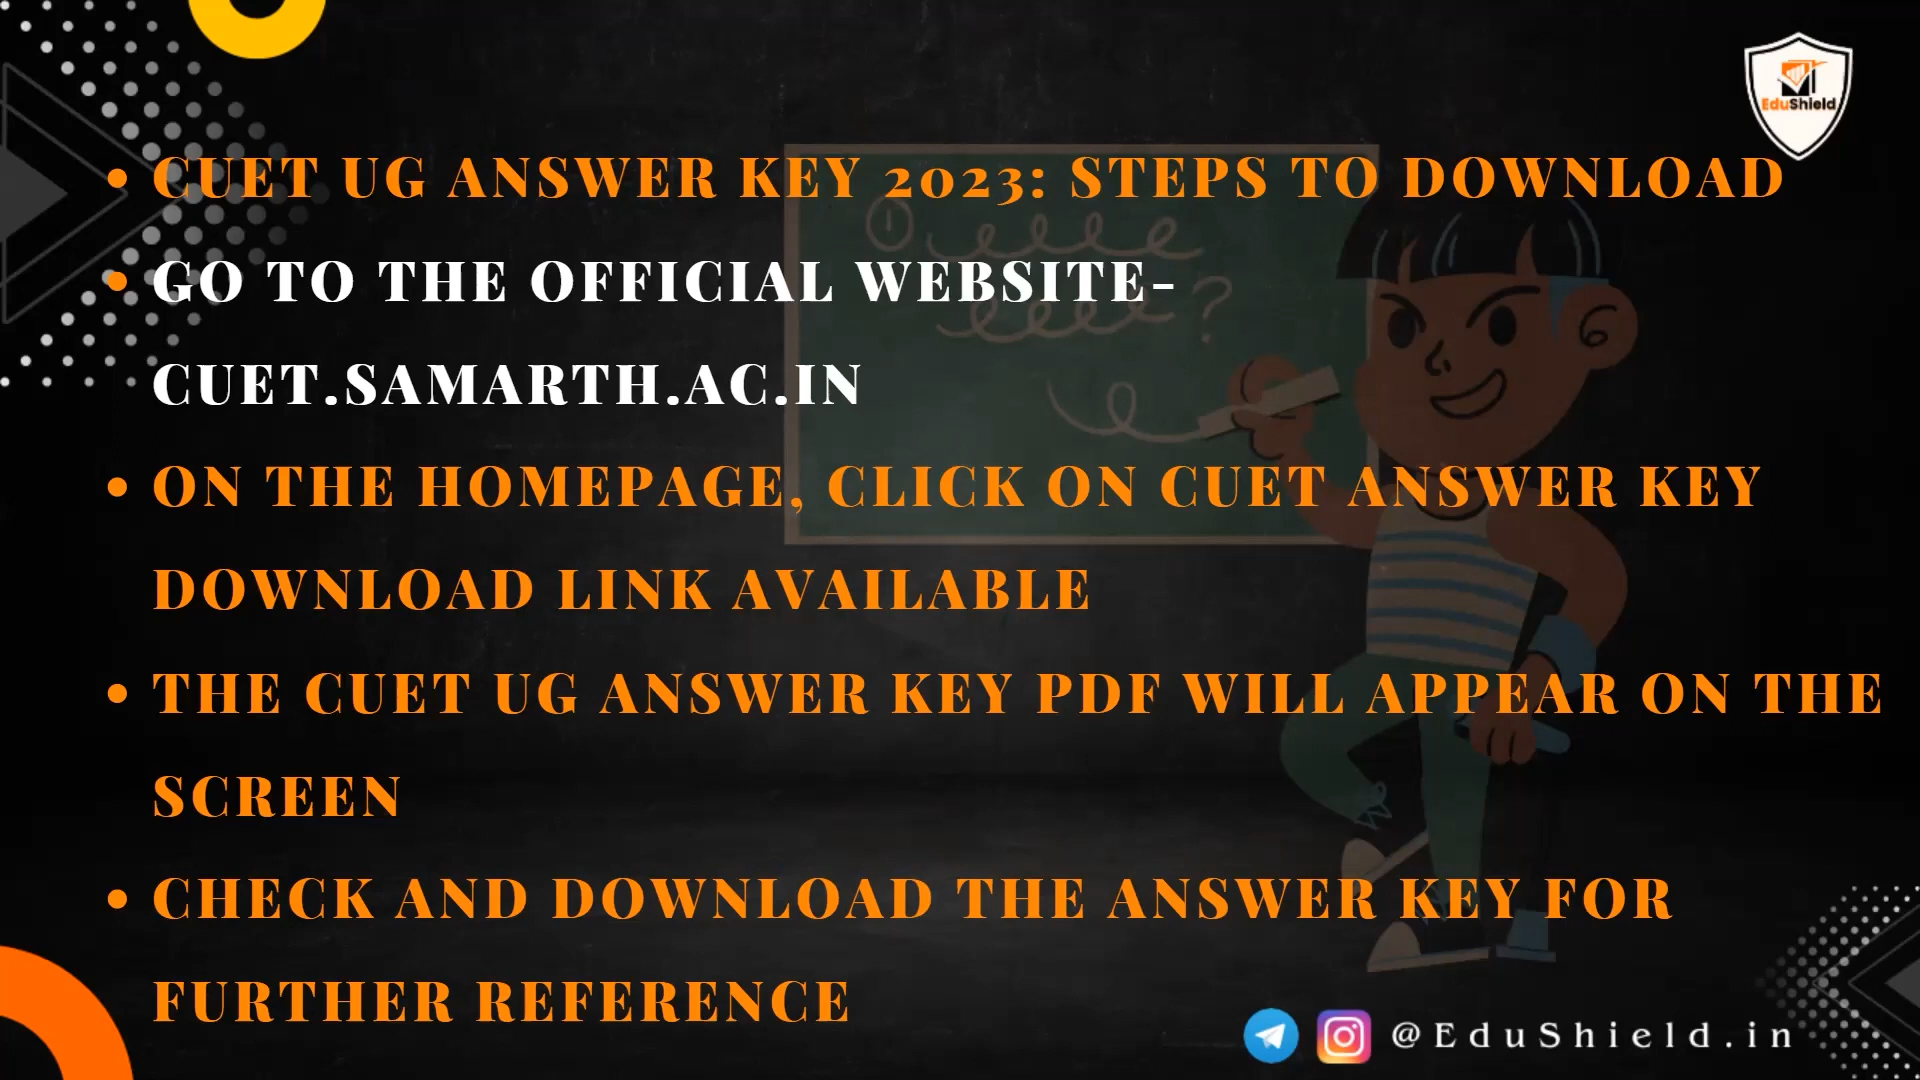 EduShield
• CUET UG ANSWER KEY 2023: STEPS TO DOWNLOAD
• GO TO THE OFFICIAL WEBSITE-
CUET.SAMARTH.AC.IN
• ON THE HOMEPAGE, CLICK ON CUET ANSWER KEY
DOWNLOAD LINK AVAILABLE
• THE CUET UG ANSWER KEY PDF WILL APPEAR ON THE
SCREEN
• CHECK AND DOWNLOAD THE ANSWER KEY FOR
FURTHER REFERENCE
@EduShield.in